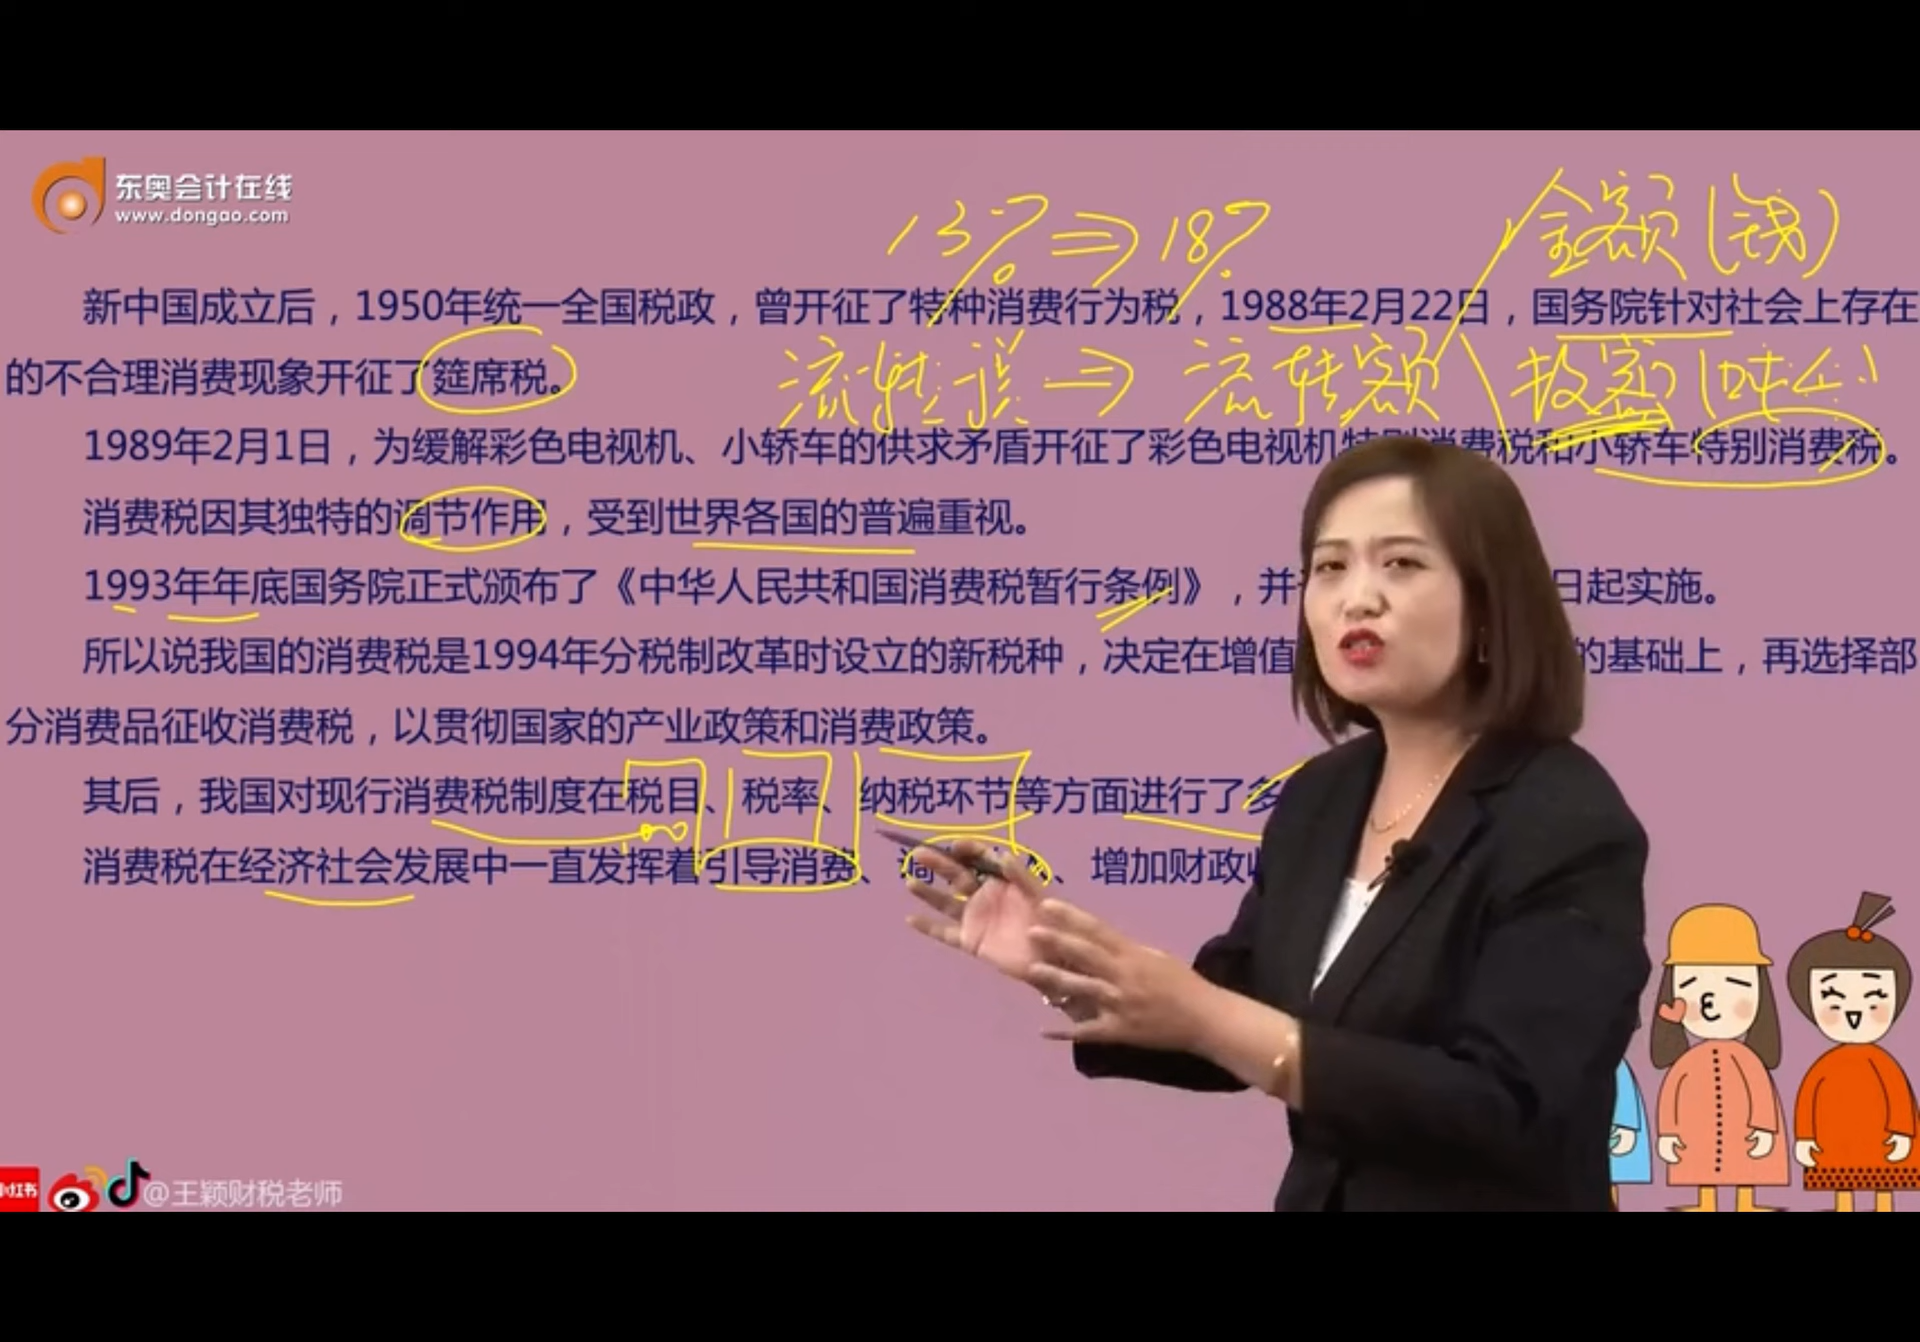 东奥会计在线
www.dongao.com
13% ⇒ 18%
金额(钱)
新中国成立后，1950年统一全国税政，曾开征了特种消费行为税，1988年2月22日，国务院针对社会上存在
的不合理消费现象开征了筵席税。
流转 ⇒ 流转额
1989年2月1日，为缓解彩色电视机、小轿车的供求矛盾开征了彩色电视机特别消费税和小轿车特别消费税。
消费税因其独特的调节作用，受到世界各国的普遍重视。
1993年年底国务院正式颁布了《中华人民共和国消费税暂行条例》，并 日起实施。
所以说我国的消费税是1994年分税制改革时设立的新税种，决定在增值 的基础上，再选择部
分消费品征收消费税，以贯彻国家的产业政策和消费政策。
其后，我国对现行消费税制度在税目、税率、纳税环节等方面进行了多
消费税在经济社会发展中一直发挥着引导消费、调 、增加财政收
小红书
@王颖财税老师